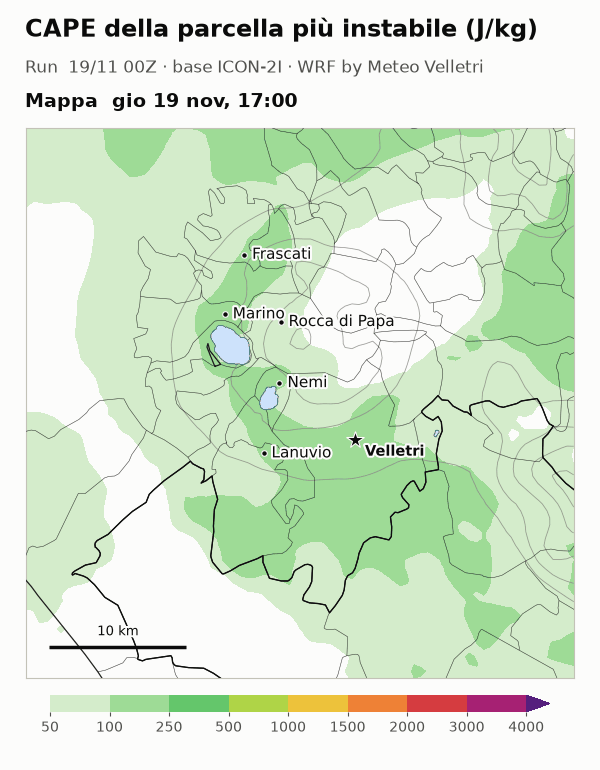 CAPE della parcella più instabile (J/kg)
Run  19/11 00Z · base ICON-2I · WRF by Meteo Velletri
Mappa  gio 19 nov, 17:00
Frascati
Marino
Rocca di Papa
Nemi
Velletri
Lanuvio
10 km
50 100 250 500 1000 1500 2000 3000 4000